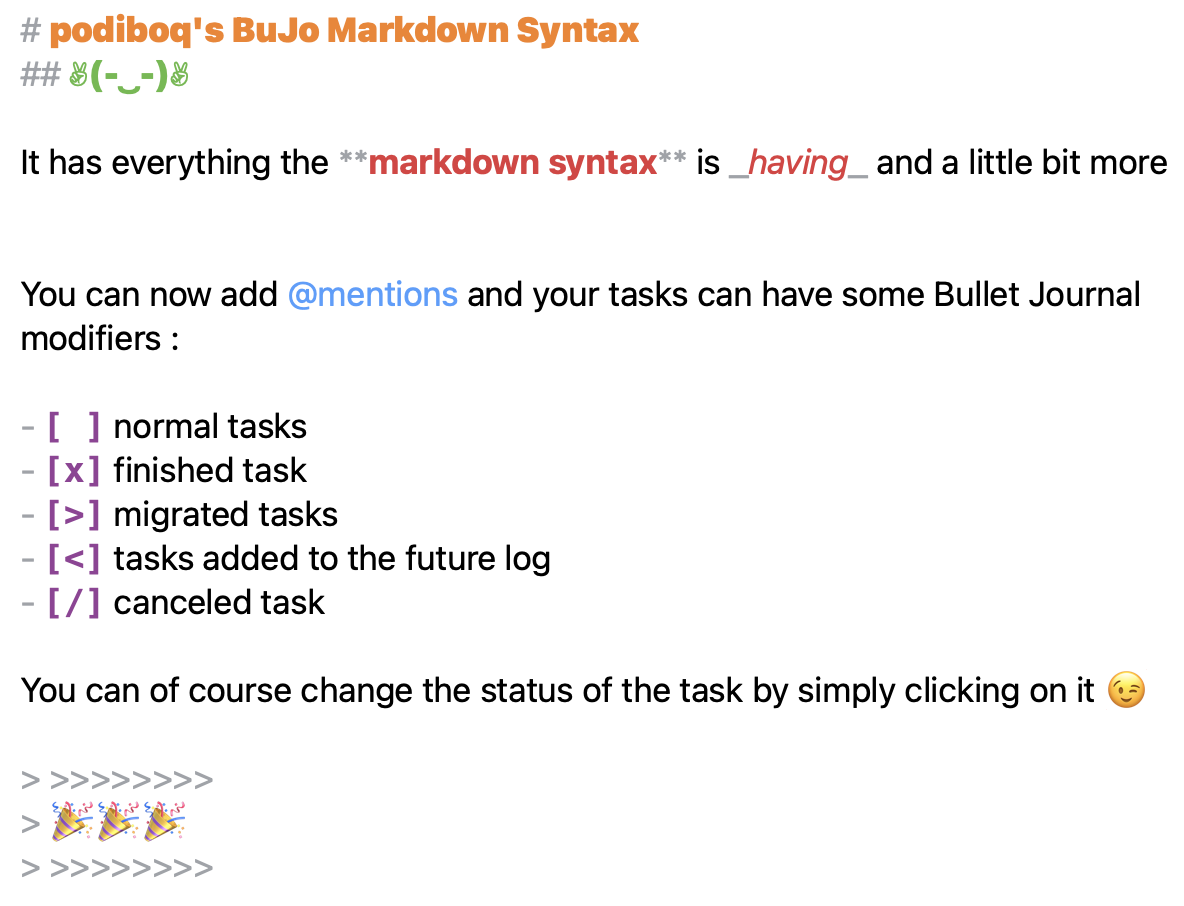 # podiboq's BuJo Markdown Syntax
## ✌(-‿-)✌
It has everything the **markdown syntax** is _having_ and a little bit more
You can now add @mentions and your tasks can have some Bullet Journal
modifiers :
- [ ] normal tasks
- [x] finished task
- [>] migrated tasks
- [<] tasks added to the future log
- [/] canceled task
You can of course change the status of the task by simply clicking on it 😉
> >>>>>>>>
> 🎉🎉🎉
> >>>>>>>>